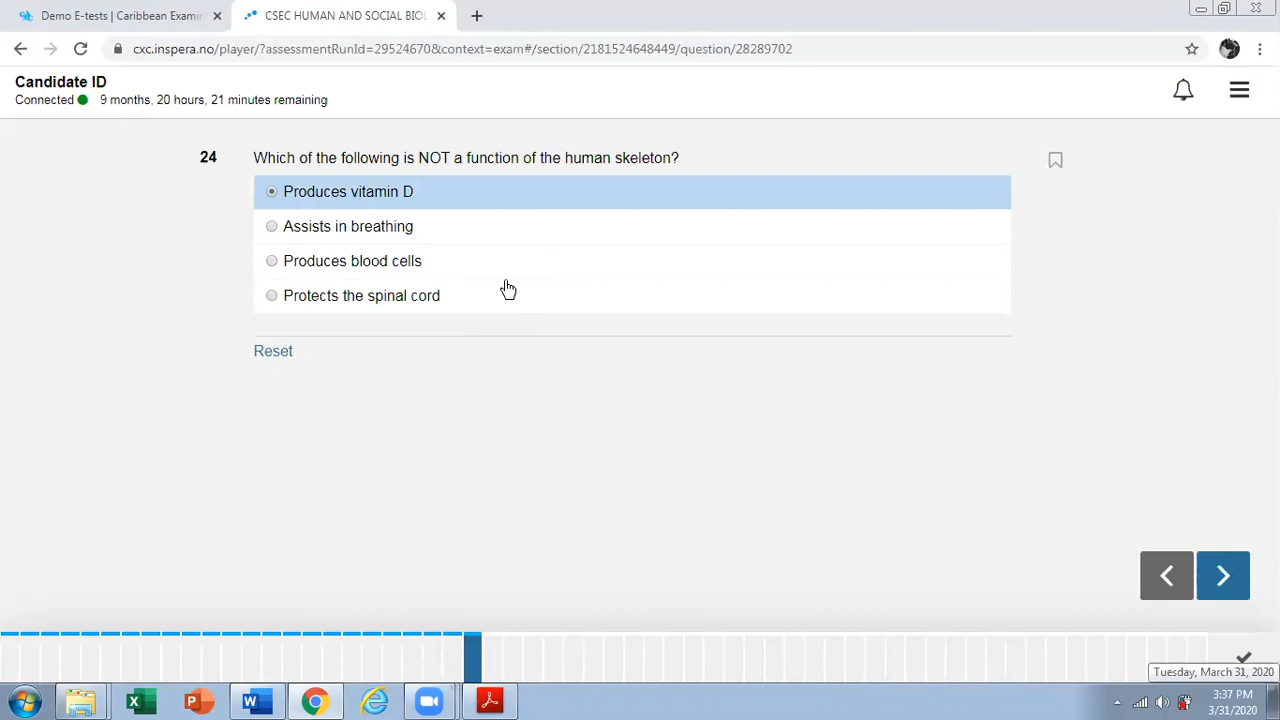 Demo E-tests | Caribbean Examin
CSEC HUMAN AND SOCIAL BIOL
cxc.inspera.no/player/?assessmentRunId=29524670&context=exam#/section/2181524648449/question/28289702
Candidate ID
Connected 9 months, 20 hours, 21 minutes remaining
24 Which of the following is NOT a function of the human skeleton?
Produces vitamin D
Assists in breathing
Produces blood cells
Protects the spinal cord
Reset
Tuesday, March 31, 2020
3:37 PM
3/31/2020